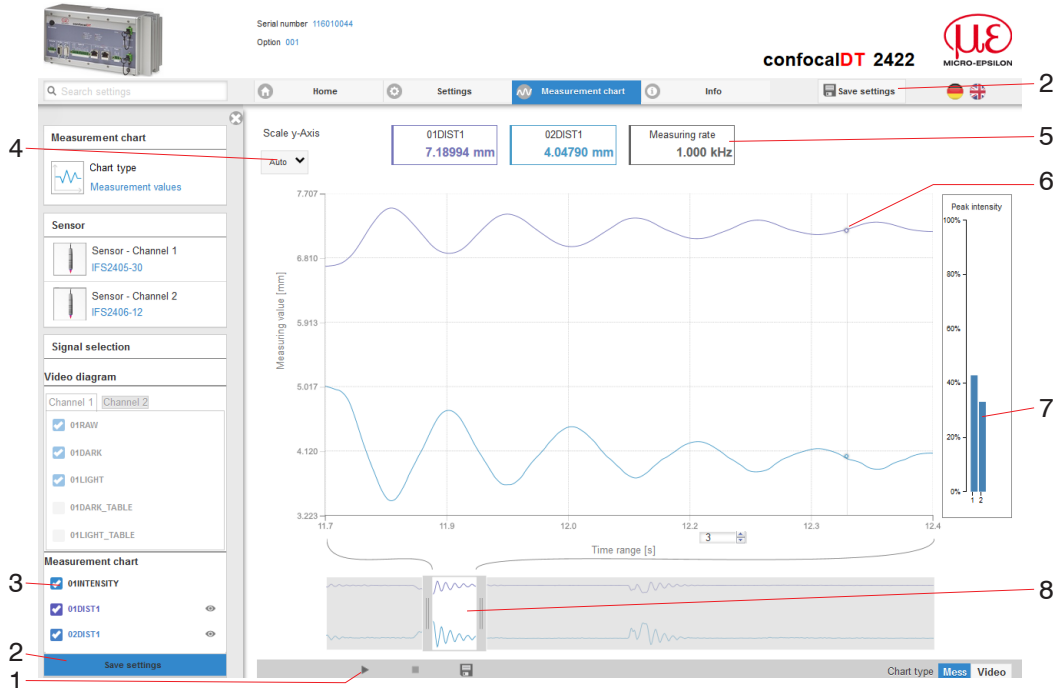 Serial number 116010044
Option 001
confocalDT 2422
µε
MICRO-EPSILON
Search settings
Home
Settings
Measurement chart
Info
Save settings
2
Measurement chart
Chart type
Measurement values
Sensor
Sensor - Channel 1
IFS2405-30
Sensor - Channel 2
IFS2406-12
Signal selection
Video diagram
Channel 1
Channel 2
01RAW
01DARK
01LIGHT
01DARK_TABLE
01LIGHT_TABLE
Measurement chart
3
01INTENSITY
01DIST1
02DIST1
2
Save settings
1
4
Scale y-Axis
Auto
01DIST1
7.18994 mm
02DIST1
4.04790 mm
Measuring rate
1.000 kHz
5
6
7.707
6.810
5.913
5.017
4.120
3.223
Measuring value [mm]
11.7
11.9
12.0
12.2
12.3
12.4
3
Time range [s]
Peak intensity
100%
80%
60%
40%
20%
0%
1 2
7
8
Chart type
Mess
Video